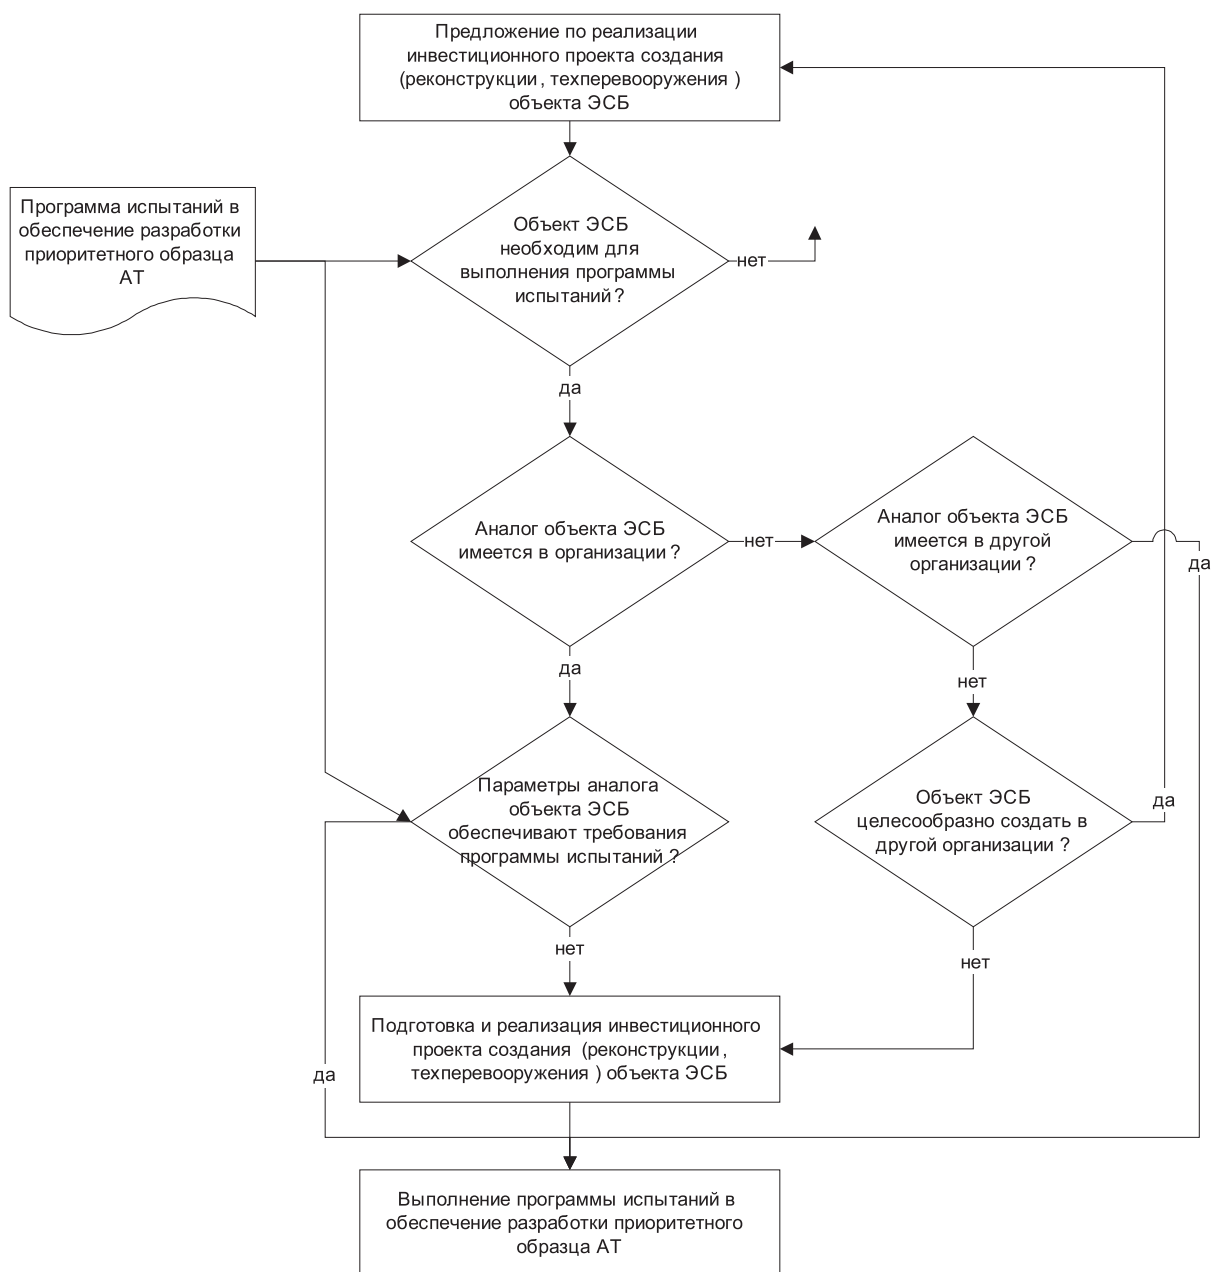 Предложение по реализации
инвестиционного проекта создания
(реконструкции, техперевооружения )
объекта ЭСБ
Программа испытаний в
обеспечение разработки
приоритетного образца
АТ
Объект ЭСБ
необходим для
выполнения программы
испытаний ?
нет
да
Аналог объекта ЭСБ
имеется в организации ?
нет
Аналог объекта ЭСБ
имеется в другой
организации ?
да
да
нет
Параметры аналога
объекта ЭСБ
обеспечивают требования
программы испытаний ?
Объект ЭСБ
целесообразно создать в
другой организации ?
да
нет
нет
Подготовка и реализация инвестиционного
проекта создания (реконструкции,
техперевооружения ) объекта ЭСБ
да
Выполнение программы испытаний в
обеспечение разработки приоритетного
образца АТ